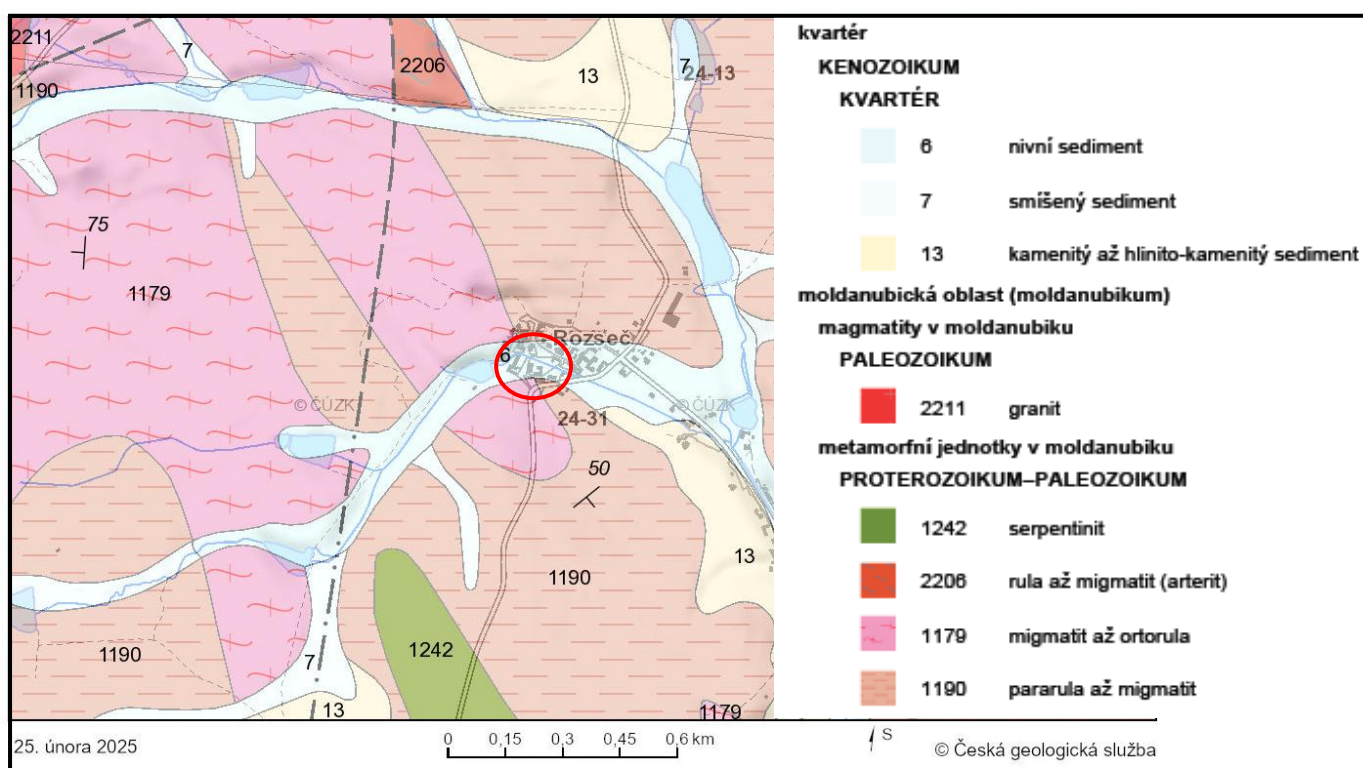 2211
7
1190
2206
13
7
24-13
75
1179
6
Rozseč
© ČÚZK
© ČÚZK
24-31
50
13
1190
1190
1242
7
13
1179
kvartér
KENOZOIKUM
KVARTÉR
6 nivní sediment
7 smíšený sediment
13 kamenitý až hlinito-kamenitý sediment
moldanubická oblast (moldanubikum)
magmatity v moldanubiku
PALEOZOIKUM
2211 granit
metamorfní jednotky v moldanubiku
PROTEROZOIKUM–PALEOZOIKUM
1242 serpentinit
2206 rula až migmatit (arterit)
1179 migmatit až ortorula
1190 pararula až migmatit
25. února 2025
0 0,15 0,3 0,45 0,6 km
S
© Česká geologická služba